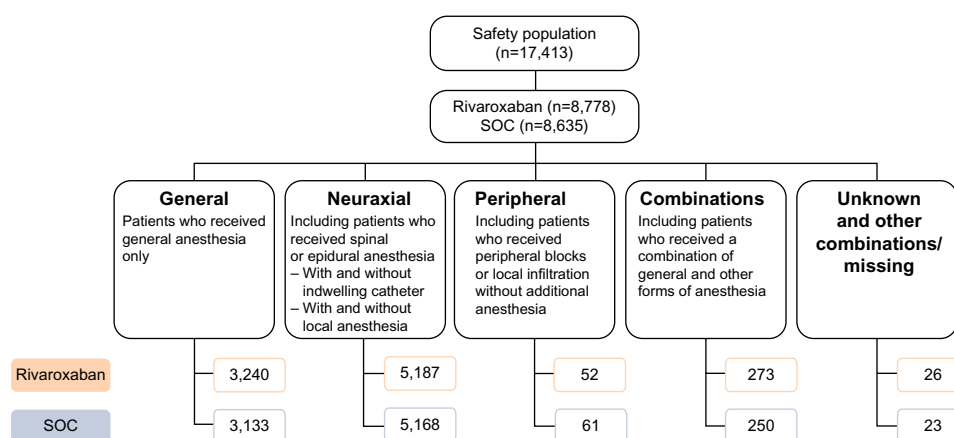 Safety population
(n=17,413)
Rivaroxaban (n=8,778)
SOC (n=8,635)
General
Patients who received
general anesthesia
only
Neuraxial
Including patients who
received spinal
or epidural anesthesia
– With and without
indwelling catheter
– With and without
local anesthesia
Peripheral
Including patients
who received
peripheral blocks
or local infiltration
without additional
anesthesia
Combinations
Including patients
who received a
combination of
general and other
forms of anesthesia
Unknown
and other
combinations/
missing
Rivaroxaban
3,240
5,187
52
273
26
SOC
3,133
5,168
61
250
23